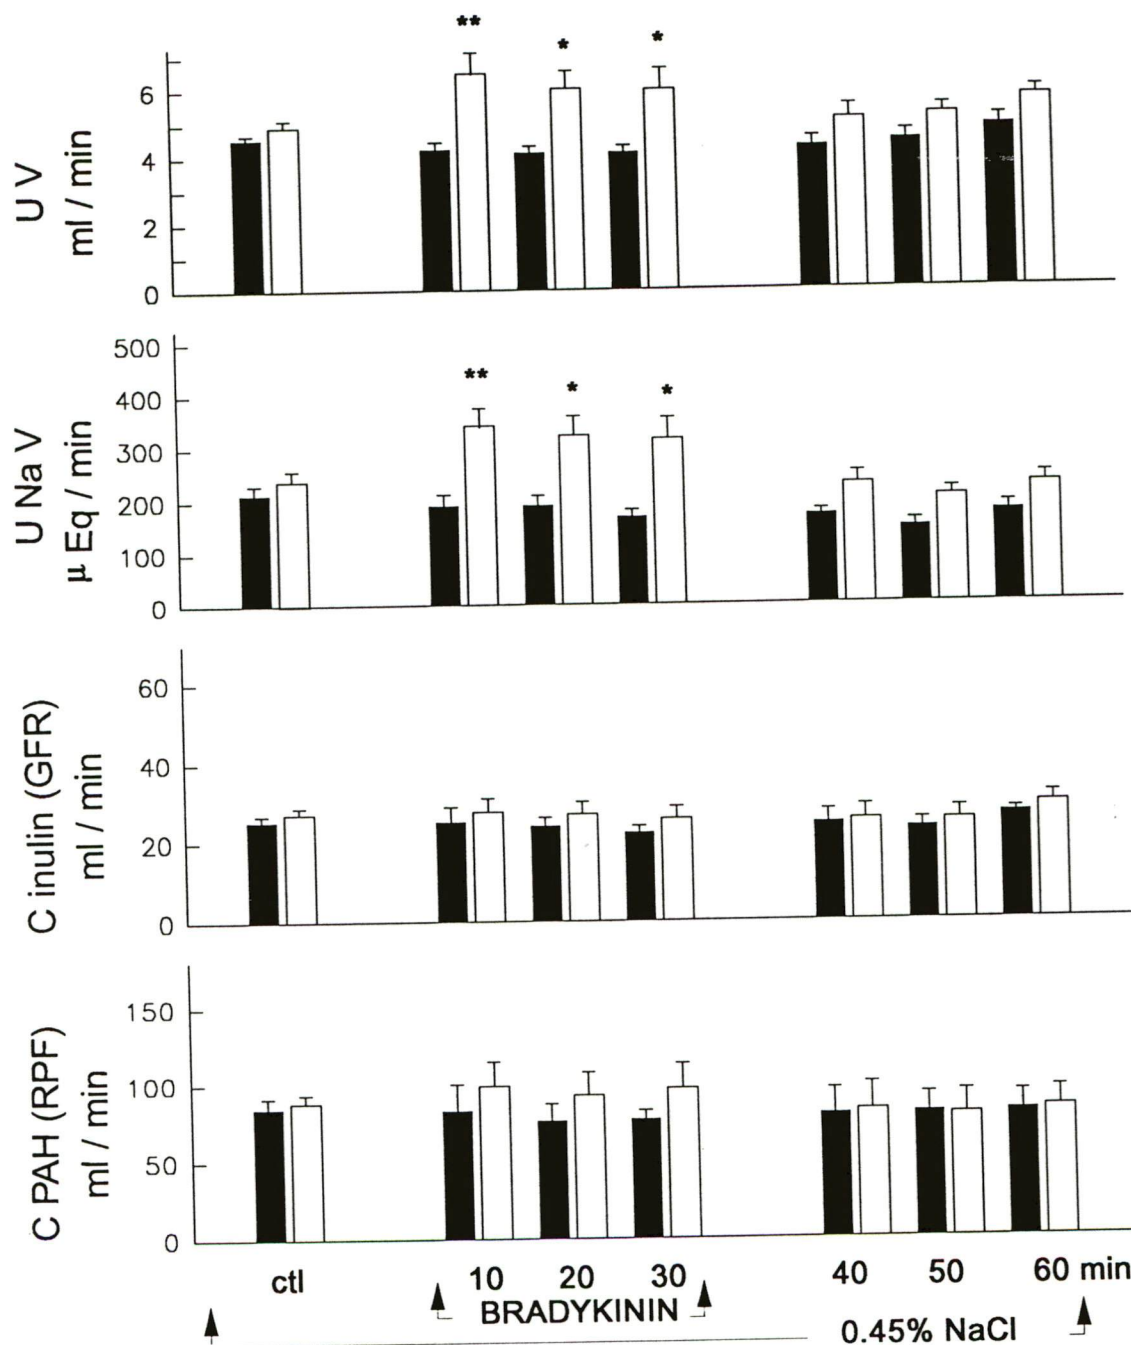 ** * *
U V
ml / min
6
4
2
0
** * *
U Na V
μ Eq / min
500
400
300
200
100
0
C inulin (GFR)
ml / min
60
40
20
0
C PAH (RPF)
ml / min
150
100
50
0
ctl 10 20 30 40 50 60 min
BRADYKININ
0.45% NaCl